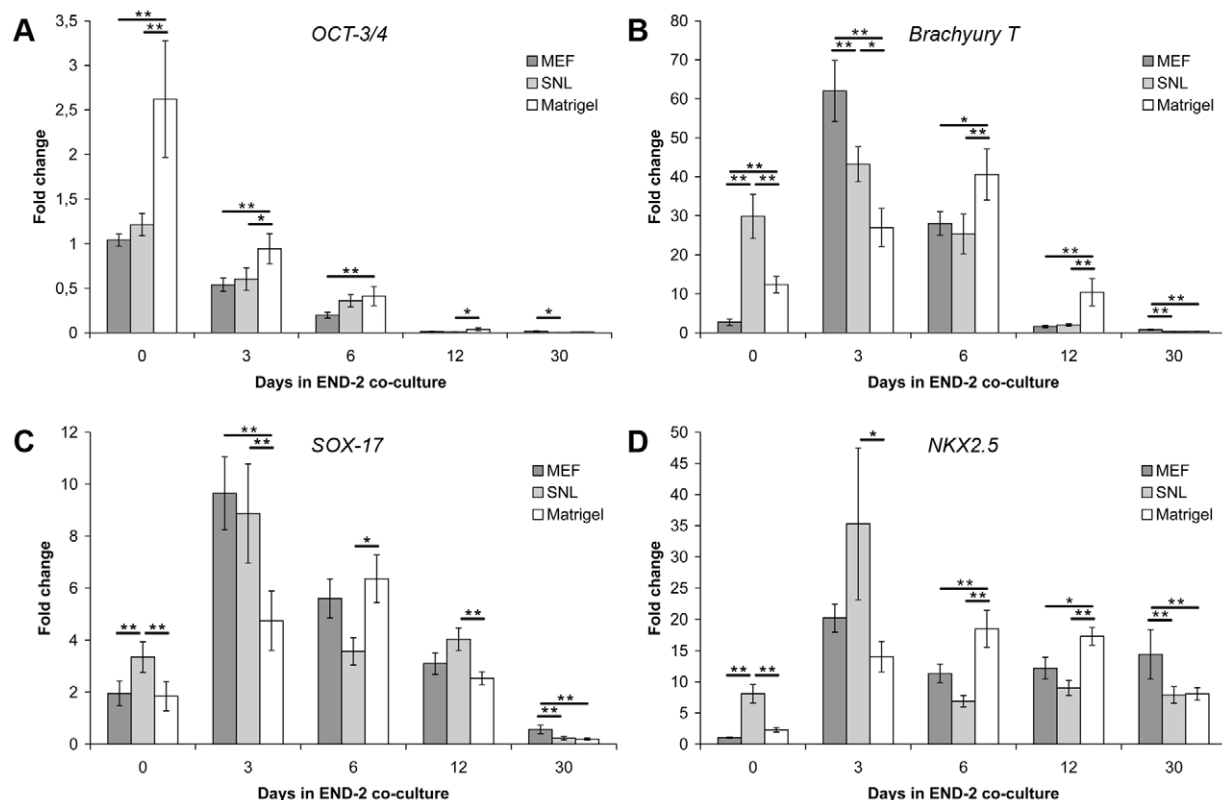 A
OCT-3/4
3,5
3
2,5
2
1,5
1
0,5
0
Fold change
MEF
SNL
Matrigel
**
**
**
*
**
*
*
0 3 6 12 30
Days in END-2 co-culture
B
Brachyury T
80
70
60
50
40
30
20
10
0
Fold change
MEF
SNL
Matrigel
**
** **
**
** *
*
**
**
**
**
**
0 3 6 12 30
Days in END-2 co-culture
C
SOX-17
12
10
8
6
4
2
0
Fold change
MEF
SNL
Matrigel
** **
**
**
*
**
**
**
0 3 6 12 30
Days in END-2 co-culture
D
NKX2.5
50
45
40
35
30
25
20
15
10
5
0
Fold change
MEF
SNL
Matrigel
** **
*
**
**
*
**
**
**
0 3 6 12 30
Days in END-2 co-culture